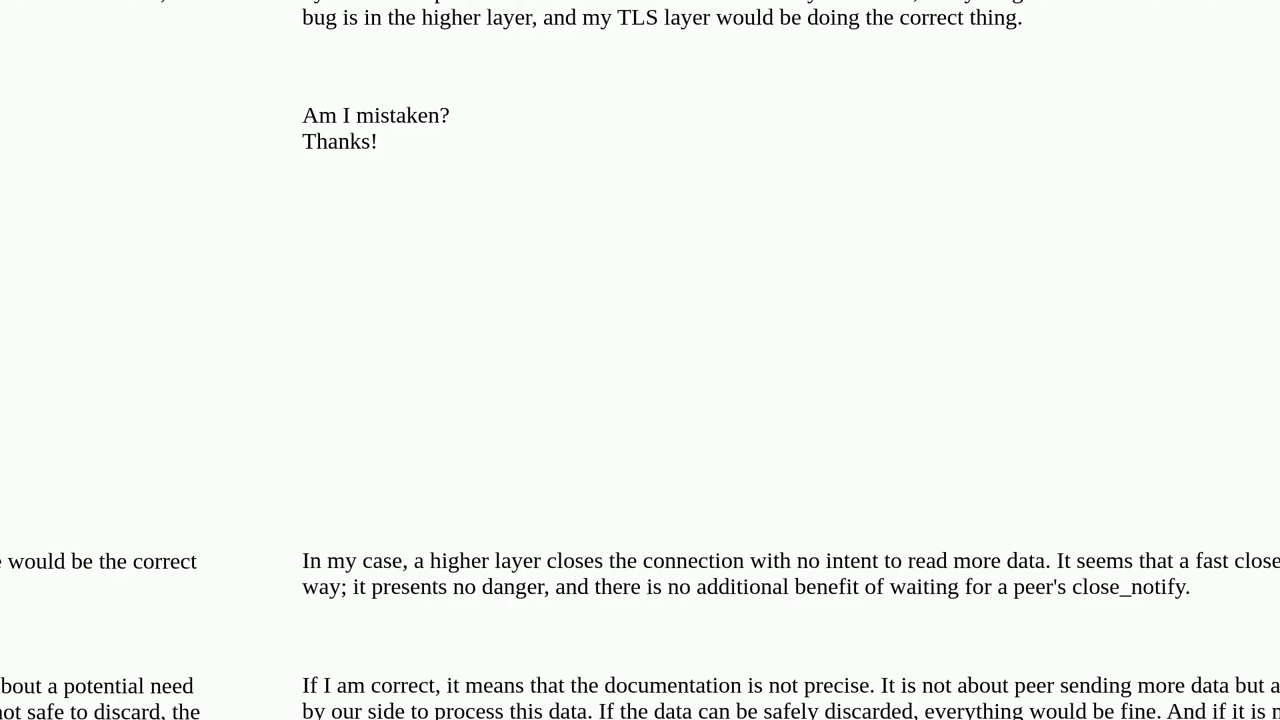 bug is in the higher layer, and my TLS layer would be doing the correct thing.
Am I mistaken?
Thanks!
would be the correct
In my case, a higher layer closes the connection with no intent to read more data. It seems that a fast close
way; it presents no danger, and there is no additional benefit of waiting for a peer's close_notify.
bout a potential need
If I am correct, it means that the documentation is not precise. It is not about peer sending more data but a
not safe to discard, the
by our side to process this data. If the data can be safely discarded, everything would be fine. And if it is